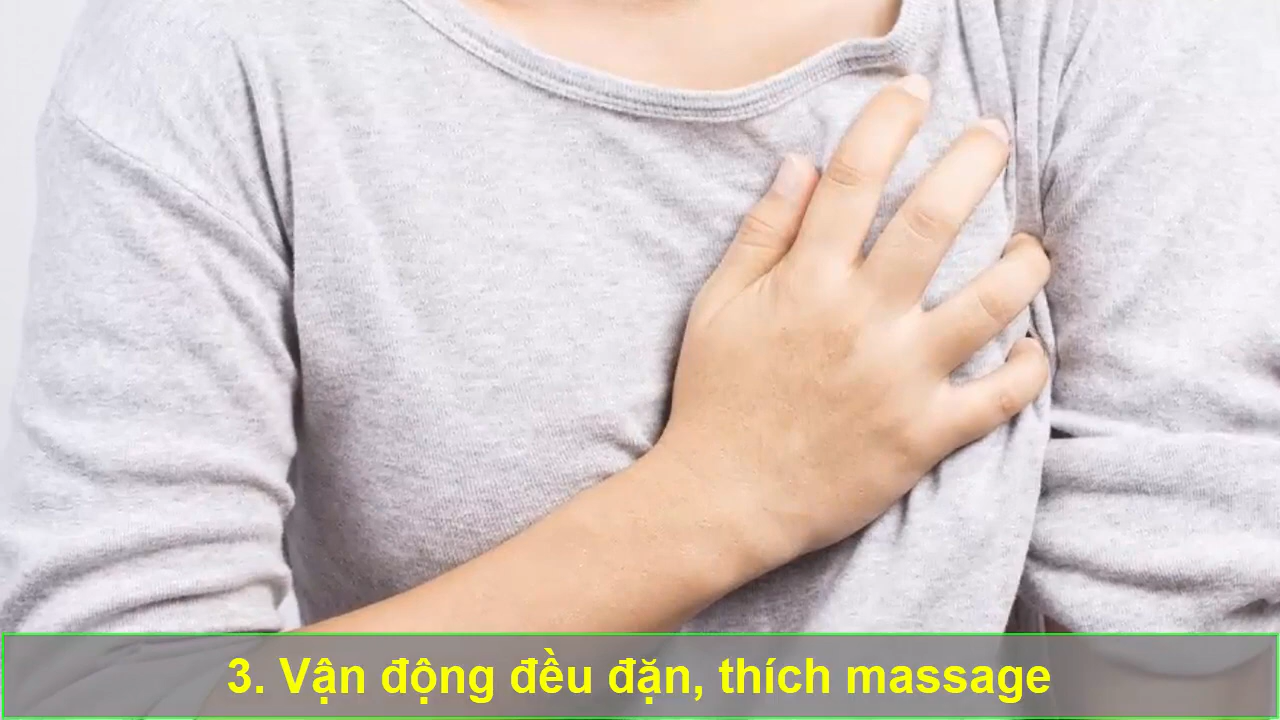 3. Vận động đều đặn, thích massage